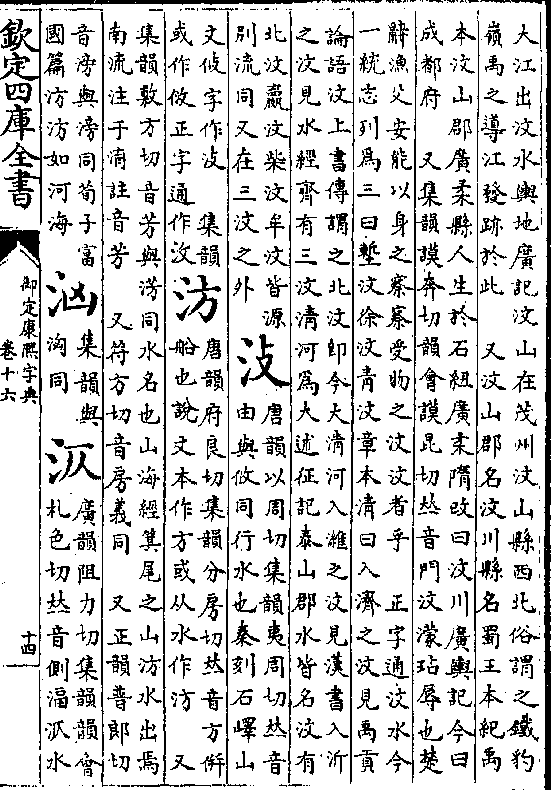 大江出汶水輿地廣記汶山在茂州汶山縣西北俗謂之鐵豹
嶺禹之導江發跡於此 又汶山郡名汶川縣名蜀王本紀禹
本汶山郡廣柔縣人生於石紐廣柔隋改曰汶川廣輿記今曰
成都府 又集韻謨奔切韻會謨昆切𠀤音門汶濛玷辱也楚
辭漁父安能以身之察察受物之汶汶者乎 正字通汶水今
一統志列爲三曰塹汶徐汶青汶章本清曰入濟之汶見禹貢
論語汶上書傳謂之北汶卽今大清河入濰之汶見漢書入沂
之汶見水經齊有三汶清河爲大述征記泰山郡水皆名汶有
北汶嬴汶柴汶牟汶皆源
別流同又在三汶之外
汥
唐韻以周切集韻夷周切𠀤音
由與攸同行水也秦刻石嶧山
文攸字作汥 集韻
或作攸正字通作汷
汸
唐韻府良切集韻分房切𠀤音方併
船也說文本作方或从水作汸 又
集韻敷方切音芳與滂同水名也山海經箕尾之山汸水出焉
南流注于淯註音芳 又符方切音房義同 又正韻普郎切
音滂與滂同荀子富
國篇汸汸如河海
汹
集韻與
洶同
㲸
廣韻阻力切集韻韻會
札色切𠀤音側湢㲸水
欽定四庫全書
御定康熙字典
卷十六
十四